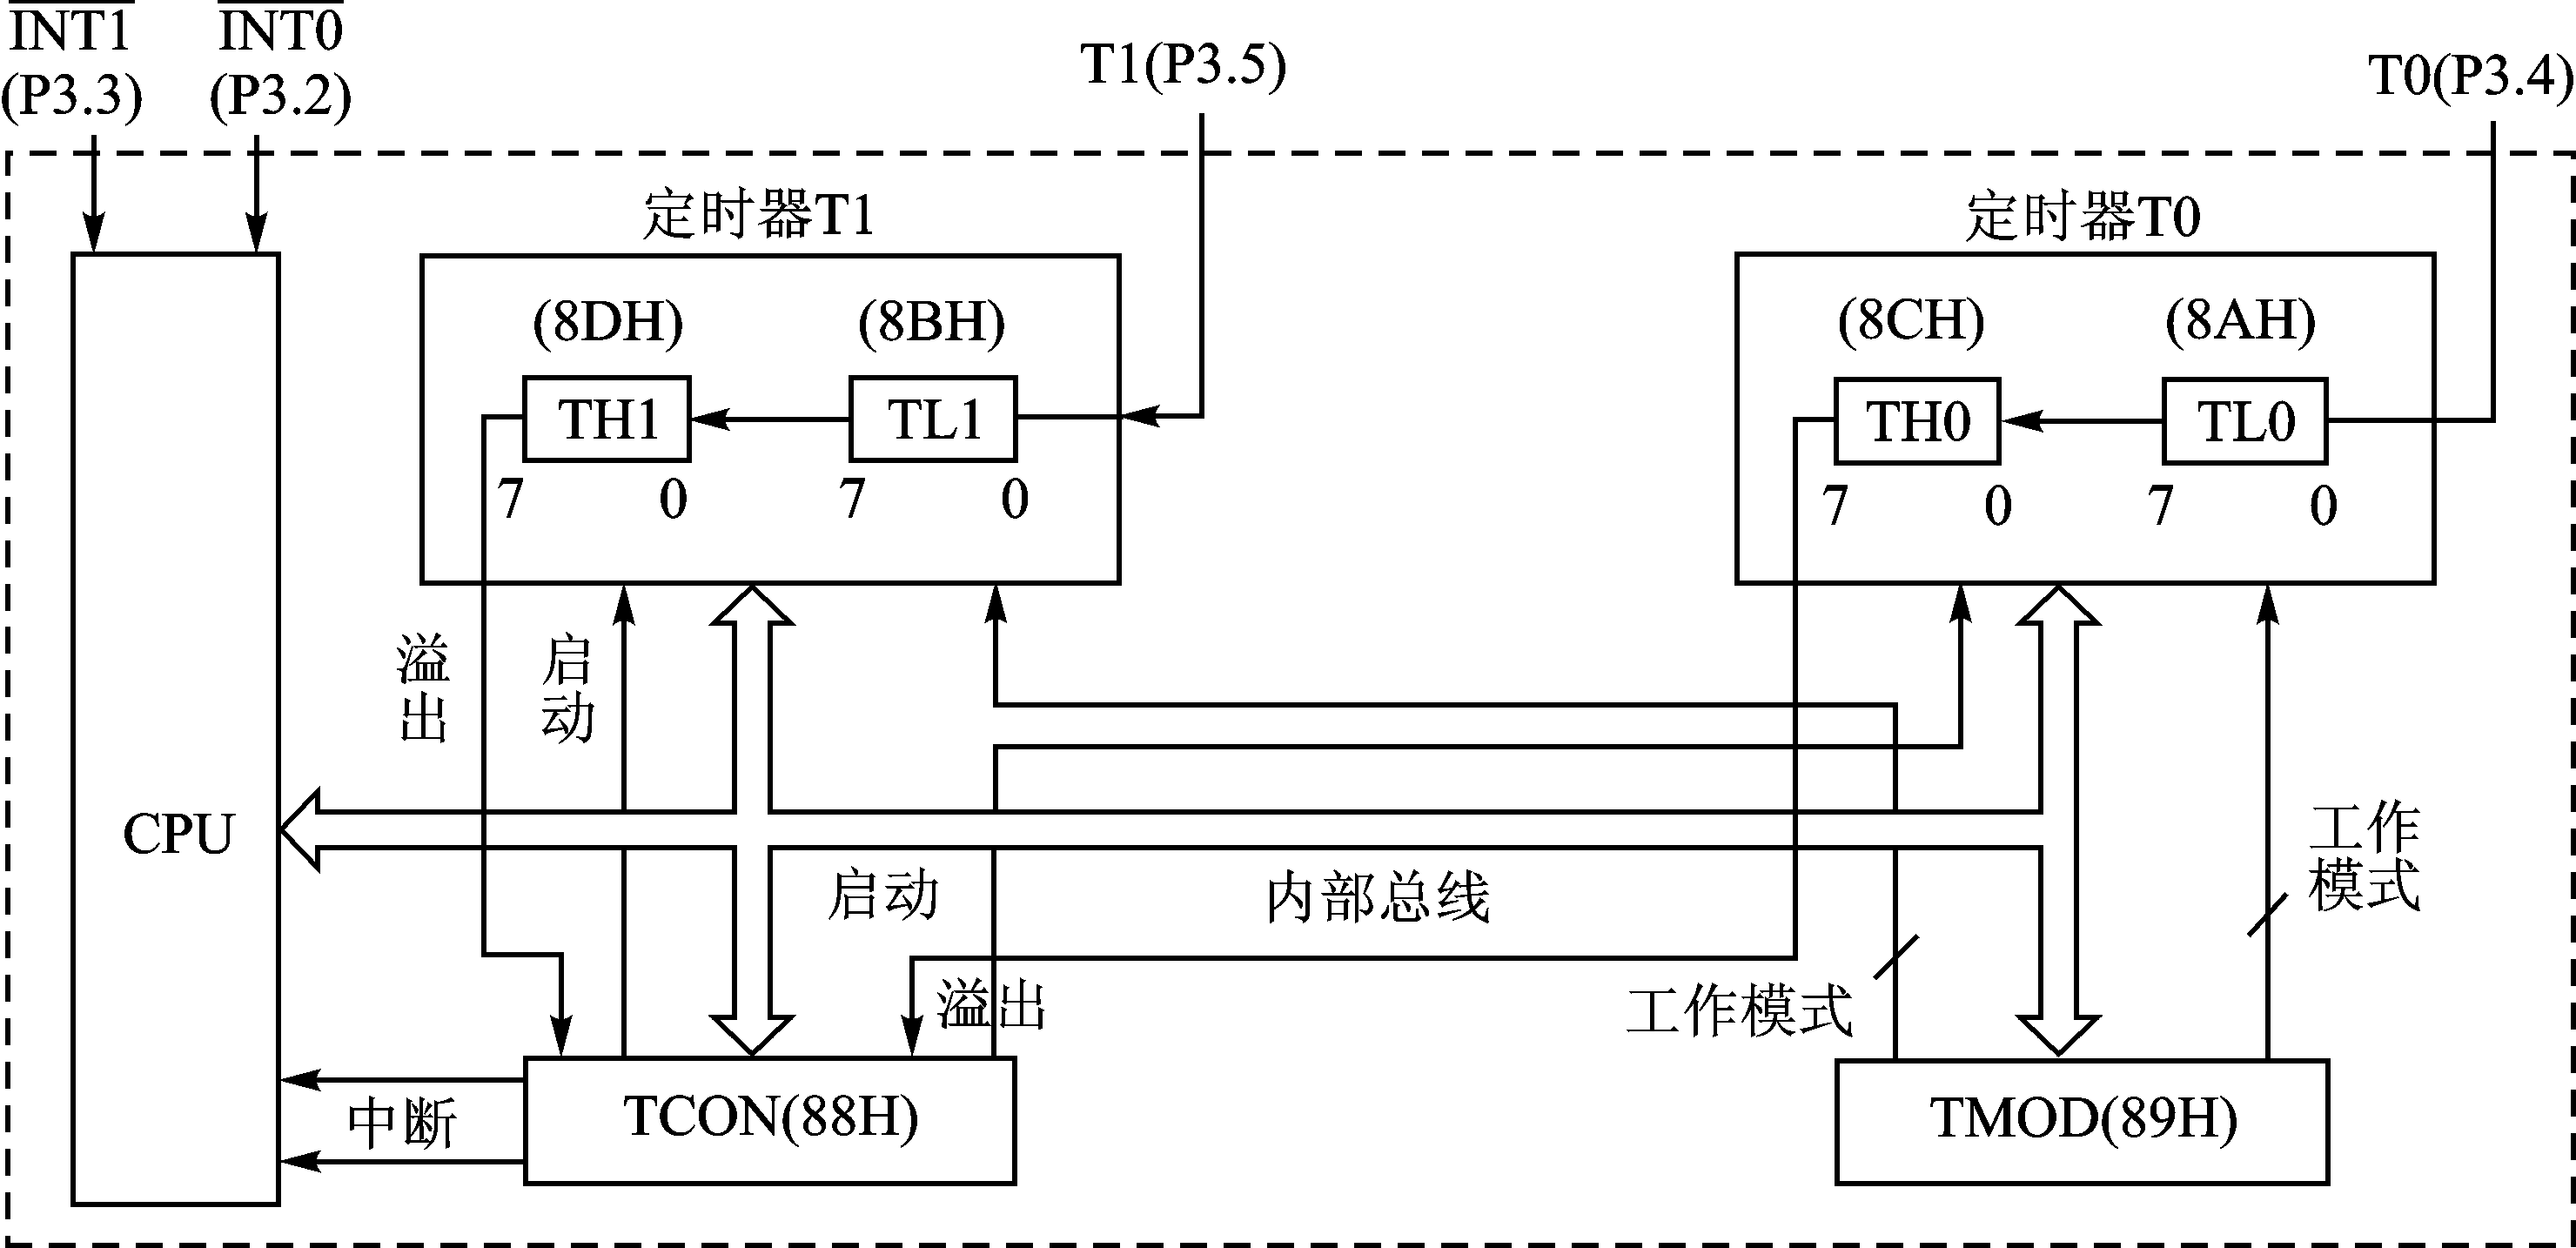 INT1
(P3.3)
INT0
(P3.2)
T1(P3.5)
T0(P3.4)
定时器T1
定时器T0
(8DH)
(8BH)
(8CH)
(8AH)
TH1
TL1
TH0
TL0
7
0
7
0
7
0
7
0
溢出
启动
CPU
启动
内部总线
工作
模式
溢出
工作模式
中断
TCON(88H)
TMOD(89H)